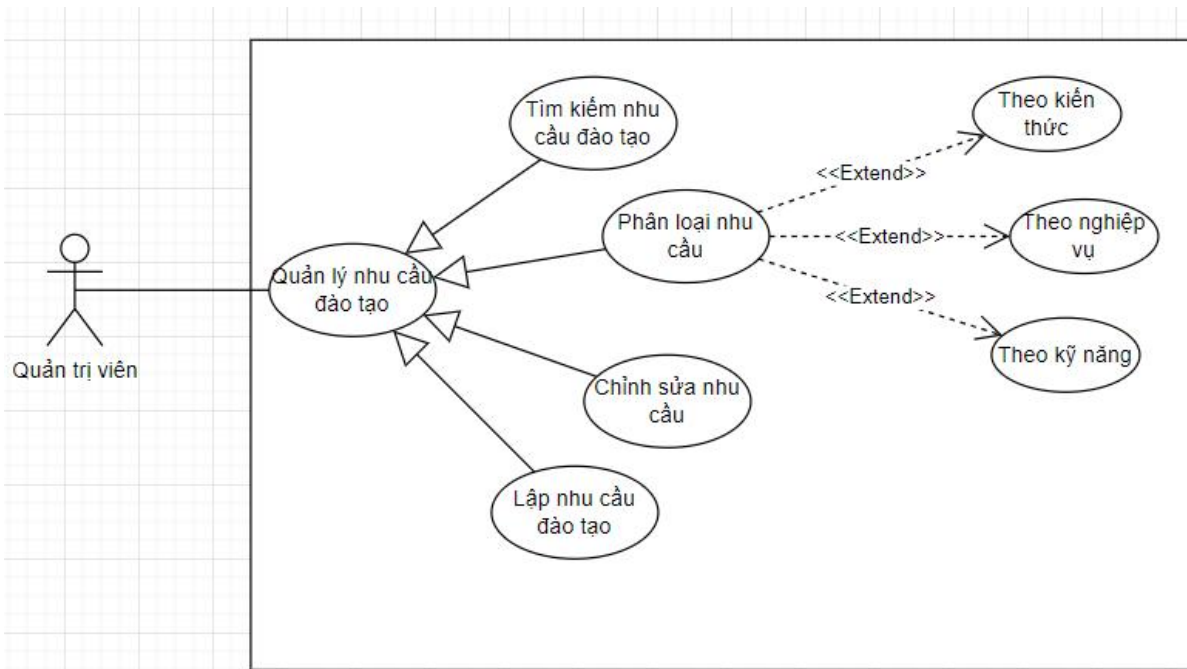 Tìm kiếm nhu
cầu đào tạo
Theo kiến
thức
<<Extend>>
Phân loại nhu
cầu
<<Extend>>
Theo nghiệp
vụ
Quản lý nhu cầu
đào tạo
<<Extend>>
Theo kỹ năng
Quản trị viên
Chỉnh sửa nhu
cầu
Lập nhu cầu
đào tạo